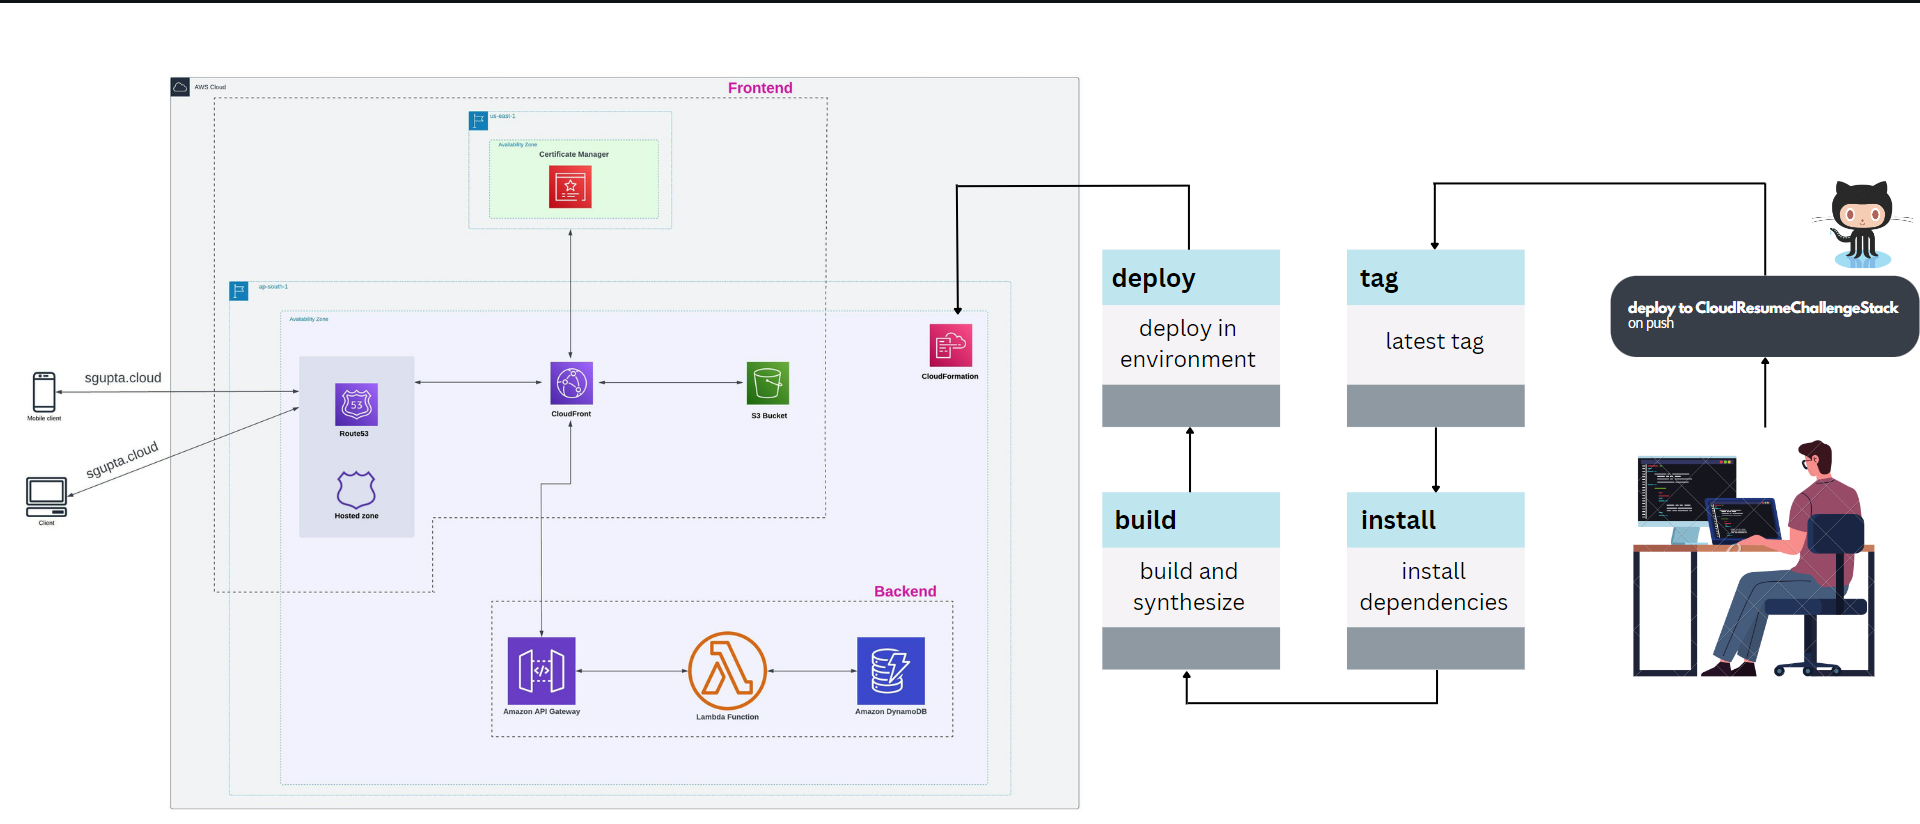 AWS Cloud
Frontend
us-east-1
Availability Zone
Certificate Manager
ap-south-1
Availability Zone
sgupta.cloud
Mobile client
sgupta.cloud
Client
53
Route53
Hosted zone
CloudFront
S3 Bucket
CloudFormation
Backend
</>
Amazon API Gateway
Lambda Function
Amazon DynamoDB
deploy
deploy in
environment
build
build and
synthesize
tag
latest tag
install
install
dependencies
deploy to CloudResumeChallengeStack
on push